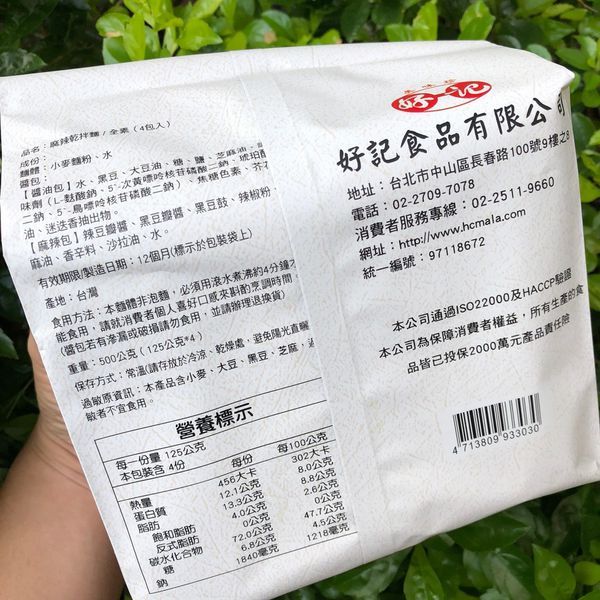 品名：麻辣乾拌麵/全素（4包入）
成份：
麵體：小麥麵粉、水
醬包：
【醬油包】水、黑豆、大豆油、糖、鹽、芝麻油、
味劑(L-麩酸鈉、5'-次黃嘌呤核苷磷酸二鈉、琥珀酸
二鈉、5'-鳥嘌呤核苷磷酸二鈉)、焦糖色素、芥
油、迷迭香抽出物。
【麻辣包】辣豆瓣醬、黑豆瓣醬、黑豆鼓、辣椒粉
麻油、香辛料、沙拉油、水。
有效期限/製造日期：12個月(標示於包裝袋上)
產地：台灣
食用方法：本麵體非泡麵，必須用滾水煮沸約4分鐘
能食用，請就消費者個人喜好口感來斟酌烹調時間
(醬包若有滲漏或破損請勿食用，並請辦理退換貨)
重量：500公克(125公克*4)
保存方式：常溫(請存放於冷涼、乾燥處、避免陽光直曬
過敏原資訊：本產品含小麥、大豆、黑豆、芝麻，
敏者不宜食用。
營養標示
每一份量 125公克
本包裝含 4份
每份 每100公克
熱量 456大卡 302大卡
蛋白質 12.1公克 8.0公克
脂肪 13.3公克 8.8公克
飽和脂肪 4.0公克 2.6公克
反式脂肪 0公克 0公克
碳水化合物 72.0公克 47.7公克
糖 6.8公克 4.5公克
鈉 1840毫克 1218毫克
好記
好記食品有限公司
地址：台北市中山區長春路100號9樓之8
電話：02-2709-7078
消費者服務專線：02-2511-9660
網址：http://www.hcmala.com
統一編號：97118672
本公司通過ISO22000及HACCP驗證
本公司為保障消費者權益，所有生產的食
品皆已投保2000萬元產品責任險
4713809933030